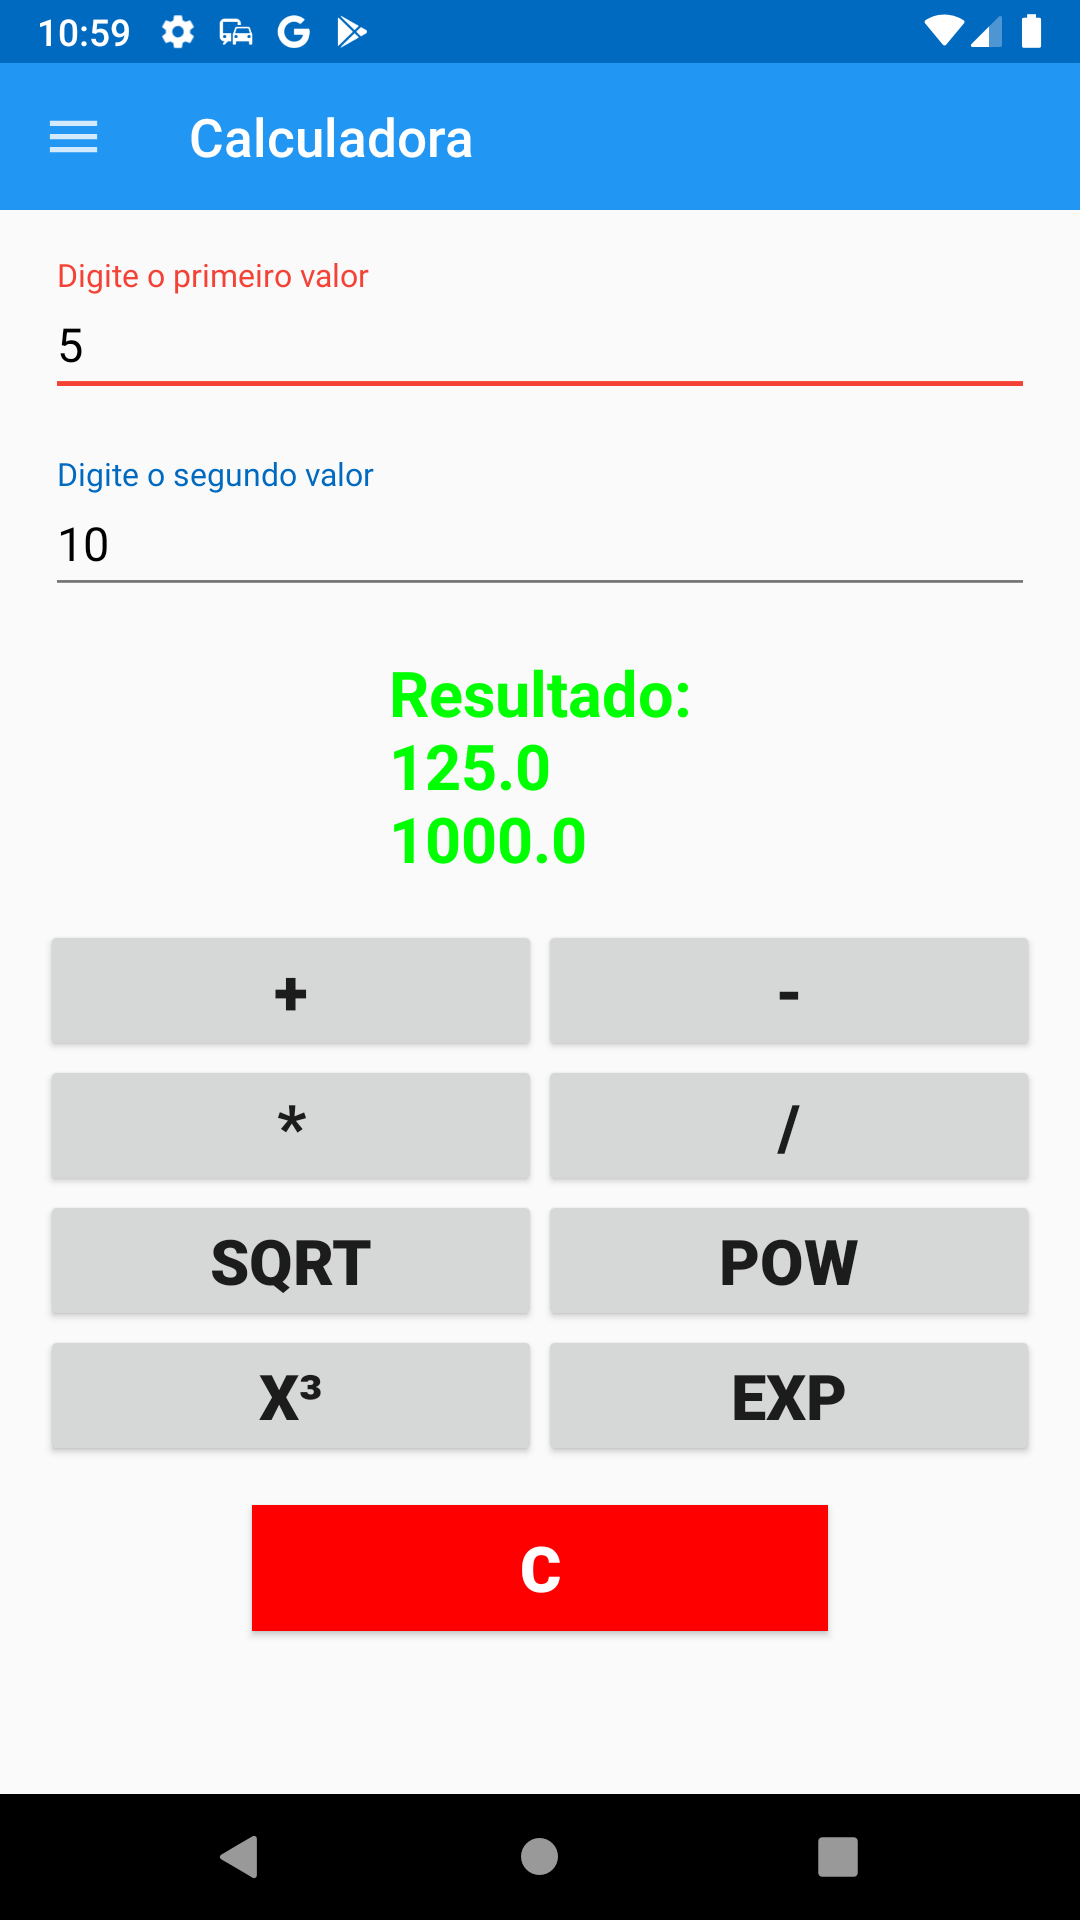 10:59
Calculadora
Digite o primeiro valor
5
Digite o segundo valor
10
Resultado:
125.0
1000.0
+ -
* /
SQRT POW
X³ EXP
C